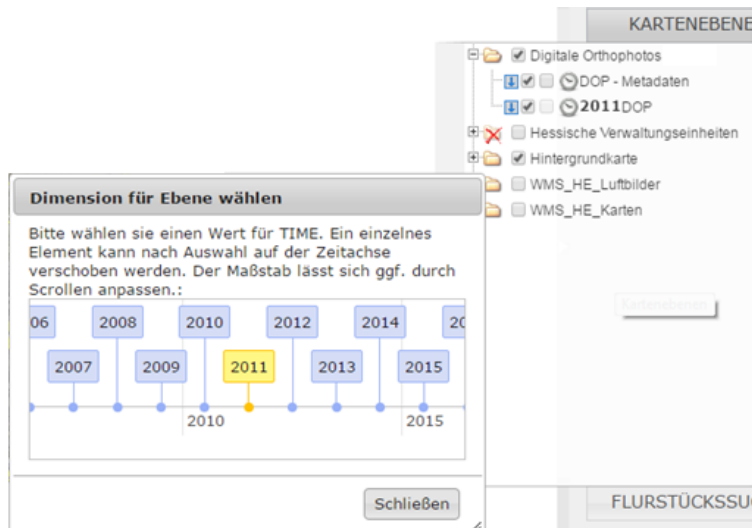 KARTENEBENE
Digitale Orthophotos
DOP - Metadaten
2011DOP
Hessische Verwaltungseinheiten
Hintergrundkarte
WMS_HE_Luftbilder
WMS_HE_Karten
Kartenebenen
Dimension für Ebene wählen
Bitte wählen sie einen Wert für TIME. Ein einzelnes
Element kann nach Auswahl auf der Zeitachse
verschoben werden. Der Maßstab lässt sich ggf. durch
Scrollen anpassen.:
06 2008 2010 2012 2014 20
2007 2009 2011 2013 2015
2010 2015
Schließen
FLURSTÜCKSSU